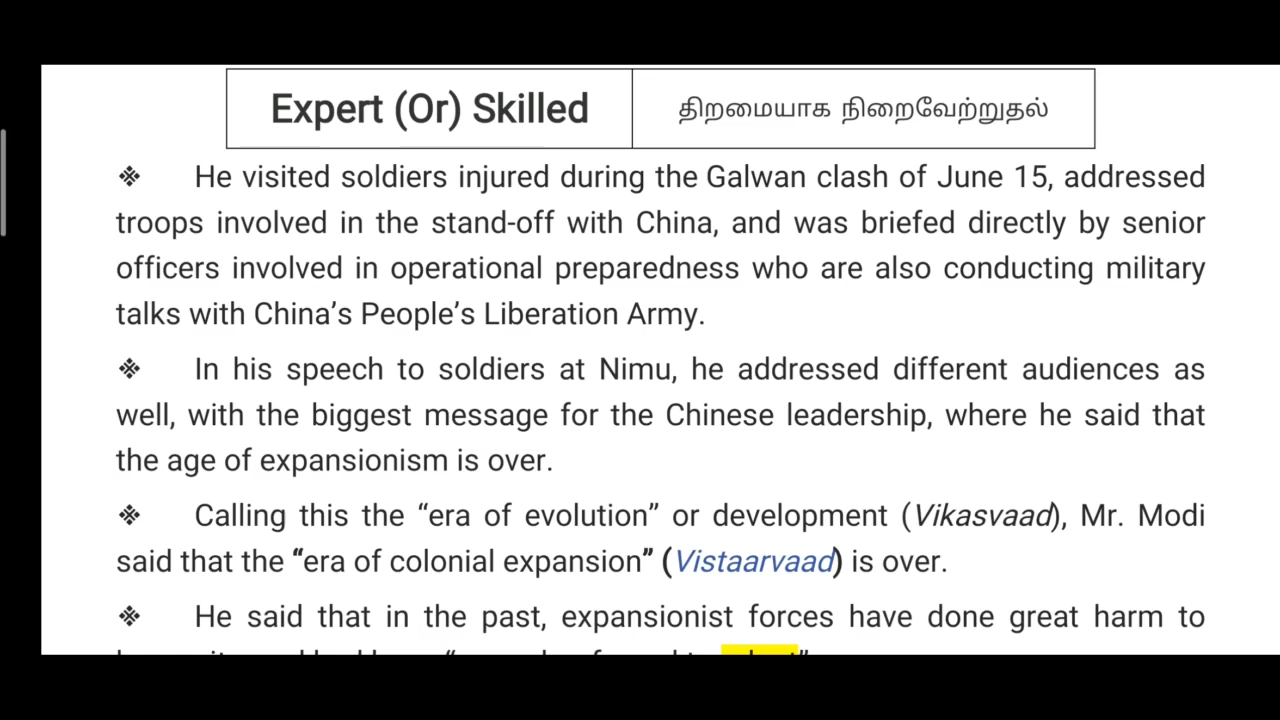 Expert (Or) Skilled
திறமையாக நிறைவேற்றுதல்
❖ He visited soldiers injured during the Galwan clash of June 15, addressed
troops involved in the stand-off with China, and was briefed directly by senior
officers involved in operational preparedness who are also conducting military
talks with China’s People’s Liberation Army.
❖ In his speech to soldiers at Nimu, he addressed different audiences as
well, with the biggest message for the Chinese leadership, where he said that
the age of expansionism is over.
❖ Calling this the “era of evolution” or development (Vikasvaad), Mr. Modi
said that the “era of colonial expansion” (Vistaarvaad) is over.
❖ He said that in the past, expansionist forces have done great harm to